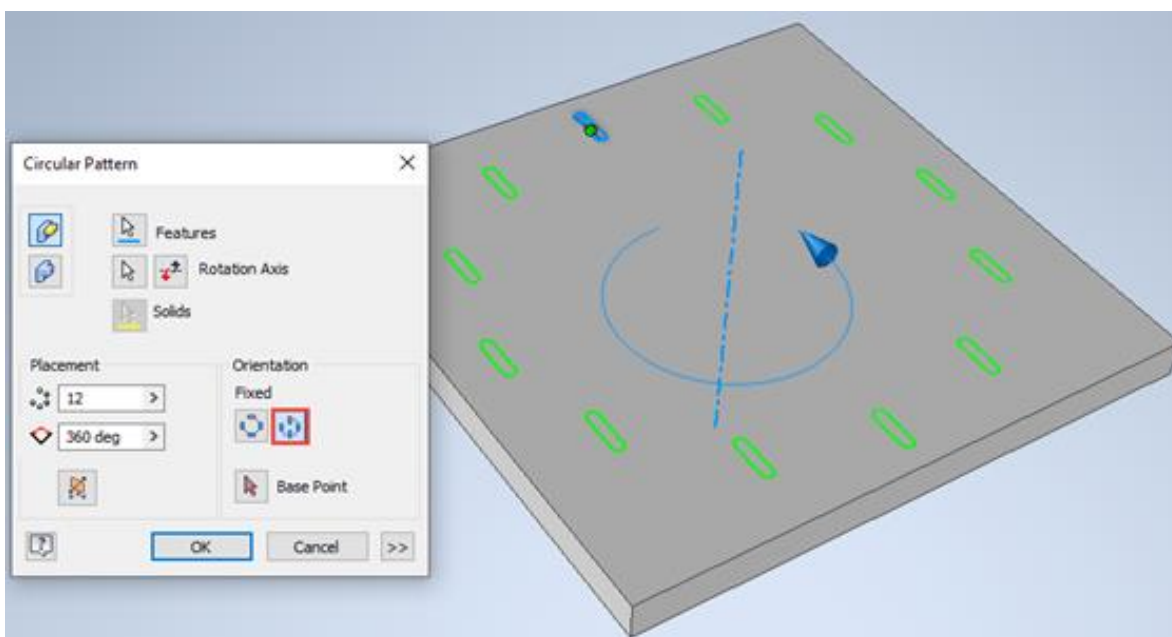 Circular Pattern
Features
Rotation Axis
Solids
Placement
Orientation
12 >
Fixed
360 deg >
Base Point
?
OK
Cancel
>>